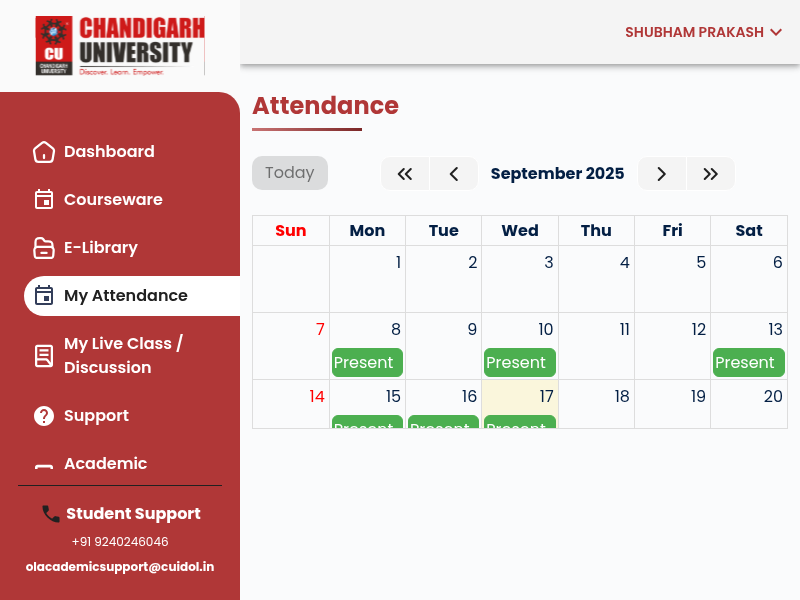 CHANDIGARH
UNIVERSITY
CU
CHANDIGARH
UNIVERSITY
Discover. Learn. Empower.
SHUBHAM PRAKASH
Dashboard
Courseware
E-Library
My Attendance
My Live Class /
Discussion
Support
Academic
Student Support
+91 9240246046
olacademicsupport@cuidol.in
Attendance
Today
September 2025
Sun Mon Tue Wed Thu Fri Sat
1 2 3 4 5 6
7 8 9 10 11 12 13
Present Present Present
14 15 16 17 18 19 20
Present Present Present